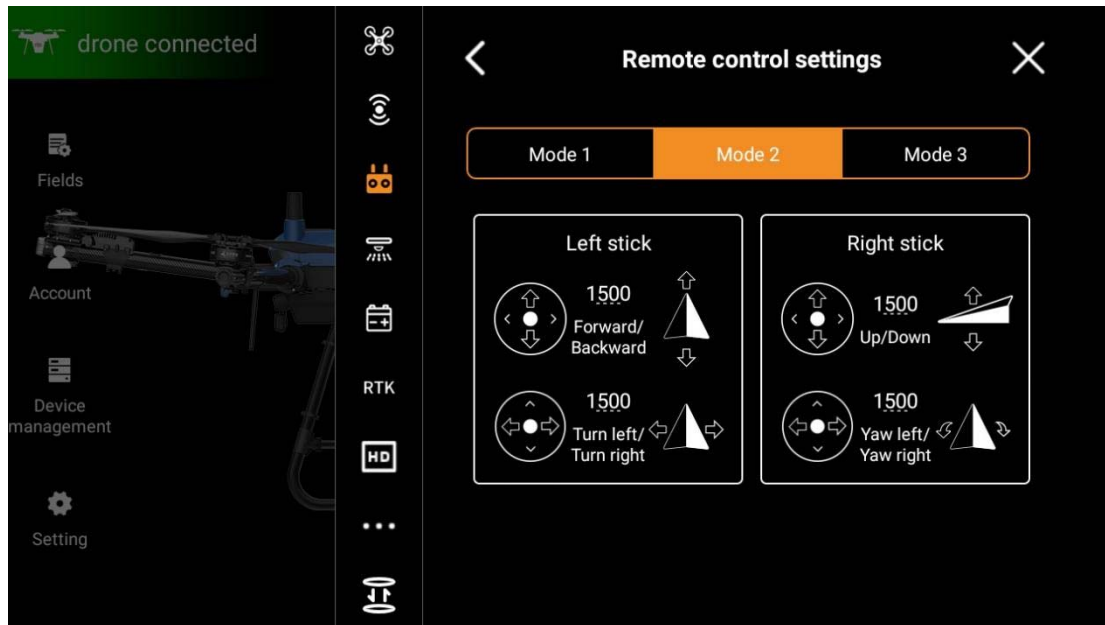 drone connected
Fields
Account
Device
management
Setting
RTK
HD
Remote control settings
Mode 1
Mode 2
Mode 3
Left stick
1500
Forward/
Backward
1500
Turn left/
Turn right
Right stick
1500
Up/Down
1500
Yaw left/
Yaw right